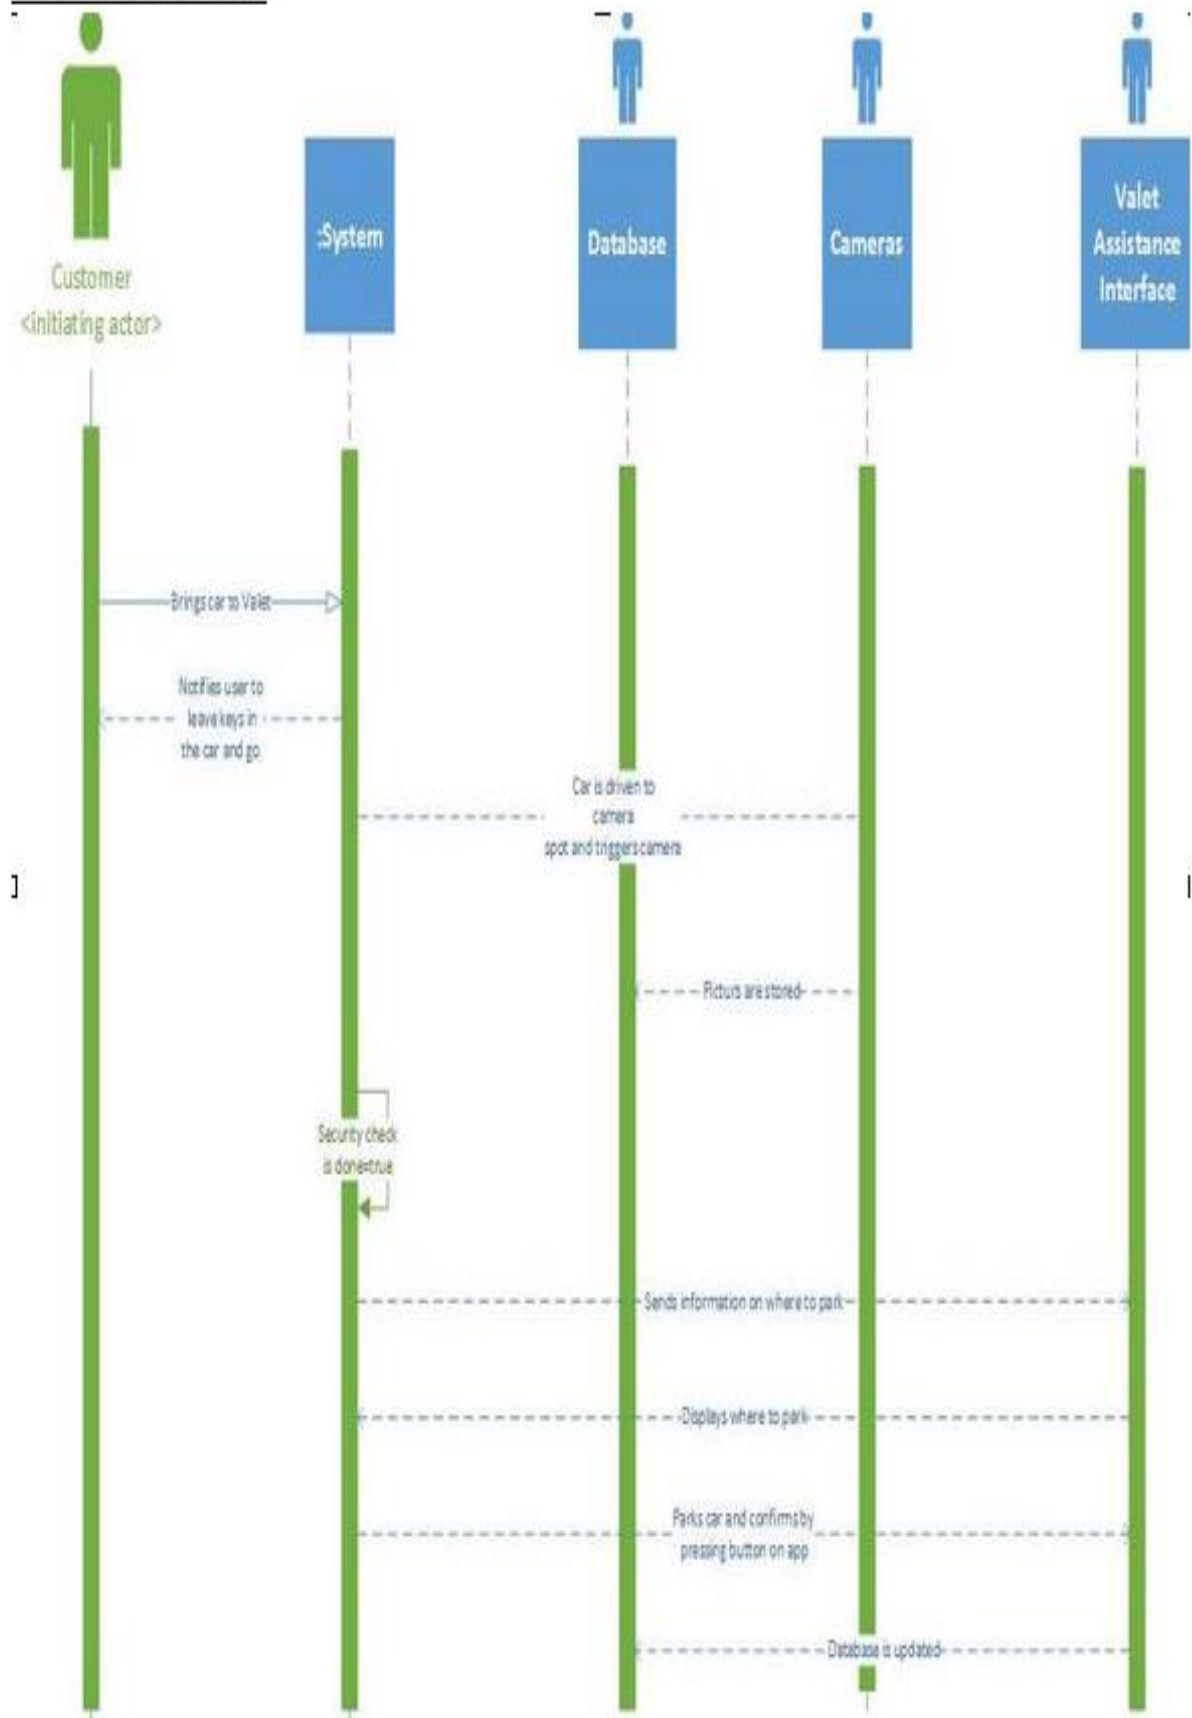 Customer
<initiating actor>
:System
Database
Cameras
Valet
Assistance
Interface
Brings car to Valet
Notifies user to
leave keys in
the car and go
Car is driven to
camera
spot and triggers camera
Picturs are stored
Security check
is done=true
Sends information on where to park
Displays where to park
Parks car and confirms by
pressing button on app
Database is updated